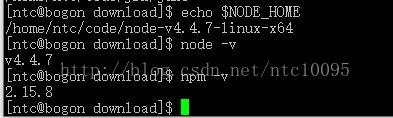 [ntc@bogon download]$ echo $NODE_HOME
/home/ntc/code/node-v4.4.7-linux-x64
[ntc@bogon download]$ node -v
v4.4.7
[ntc@bogon download]$ npm -v
2.15.8
[ntc@bogon download]$
http://blog.csdn.net/ntc10095